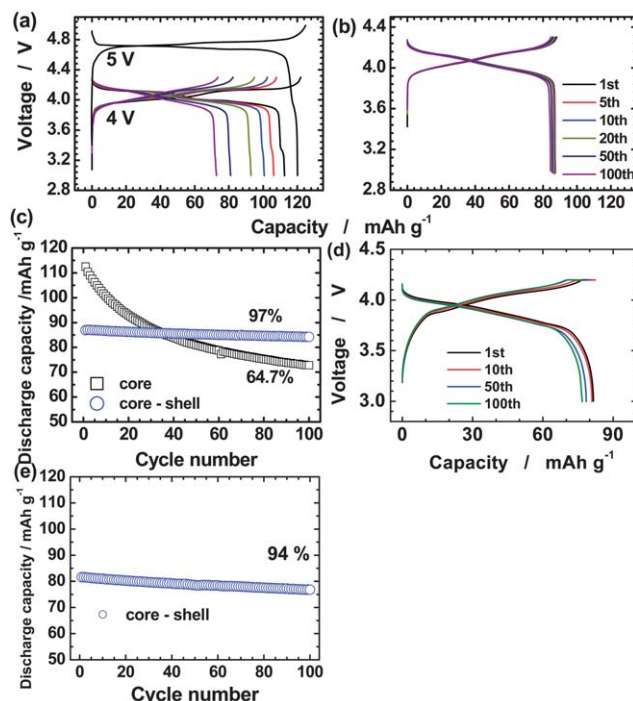 (a)
Voltage / V
4.8
4.2
3.6
3.0
5 V
4 V
0 20 40 60 80 100 120
(b)
4.4
4.0
3.6
3.2
2.8
1st
5th
10th
20th
50th
100th
0 20 40 60 80 100 120
Capacity / mAh g-1
(c)
Discharge capacity /mAh g-1
120
110
100
90
80
70
60
50
97%
64.7%
core
core - shell
0 20 40 60 80 100
Cycle number
(d)
Voltage / V
4.5
4.0
3.5
3.0
1st
10th
50th
100th
0 30 60 90
Capacity / mAh g-1
(e)
Discharge capacity / mAh g-1
120
110
100
90
80
70
60
50
94 %
core - shell
0 20 40 60 80 100
Cycle number